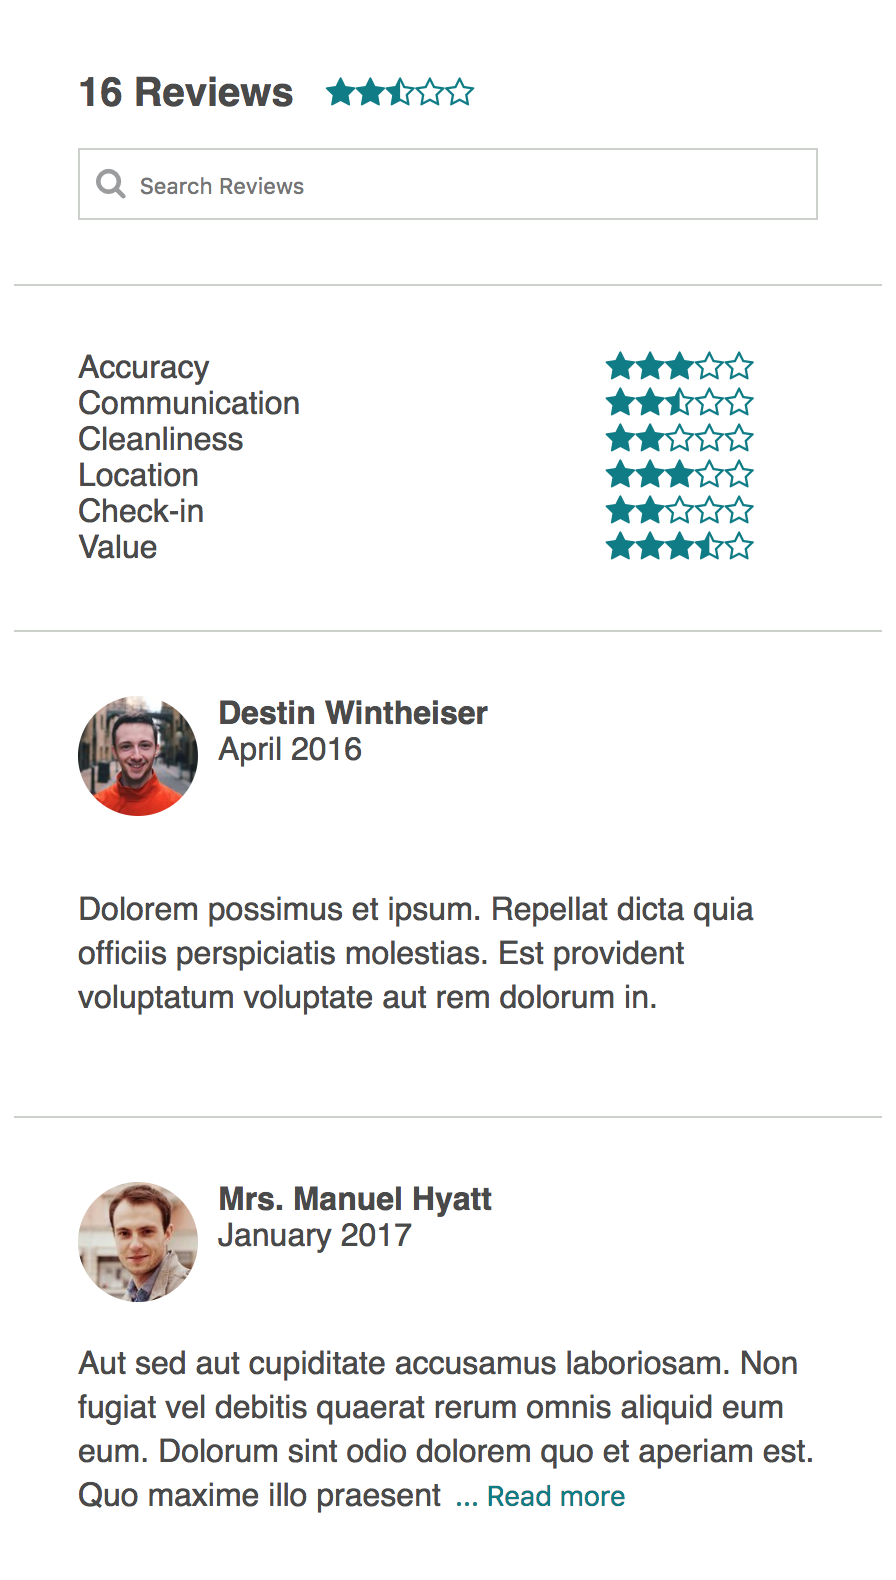 16 Reviews
Search Reviews
Accuracy
Communication
Cleanliness
Location
Check-in
Value
Destin Wintheiser
April 2016
Dolorem possimus et ipsum. Repellat dicta quia
officiis perspiciatis molestias. Est provident
voluptatum voluptate aut rem dolorum in.
Mrs. Manuel Hyatt
January 2017
Aut sed aut cupiditate accusamus laboriosam. Non
fugiat vel debitis quaerat rerum omnis aliquid eum
eum. Dolorum sint odio dolorem quo et aperiam est.
Quo maxime illo praesent ... Read more